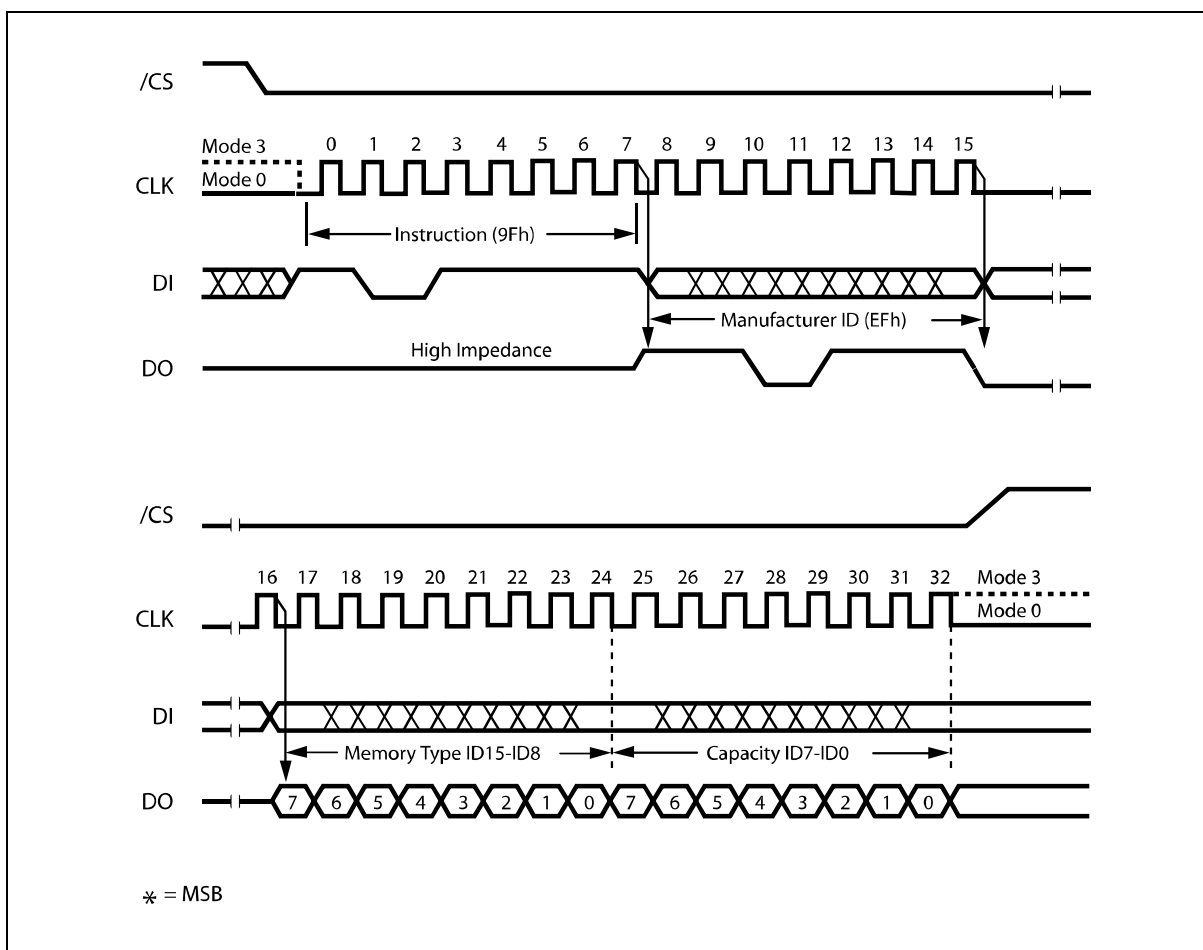 /CS
Mode 3
0 1 2 3 4 5 6 7 8 9 10 11 12 13 14 15
CLK
Mode 0
Instruction (9Fh)
DI
Manufacturer ID (EFh)
High Impedance
DO
/CS
16 17 18 19 20 21 22 23 24 25 26 27 28 29 30 31 32
Mode 3
CLK
Mode 0
DI
Memory Type ID15-ID8 Capacity ID7-ID0
DO
7 6 5 4 3 2 1 0 7 6 5 4 3 2 1 0
* = MSB